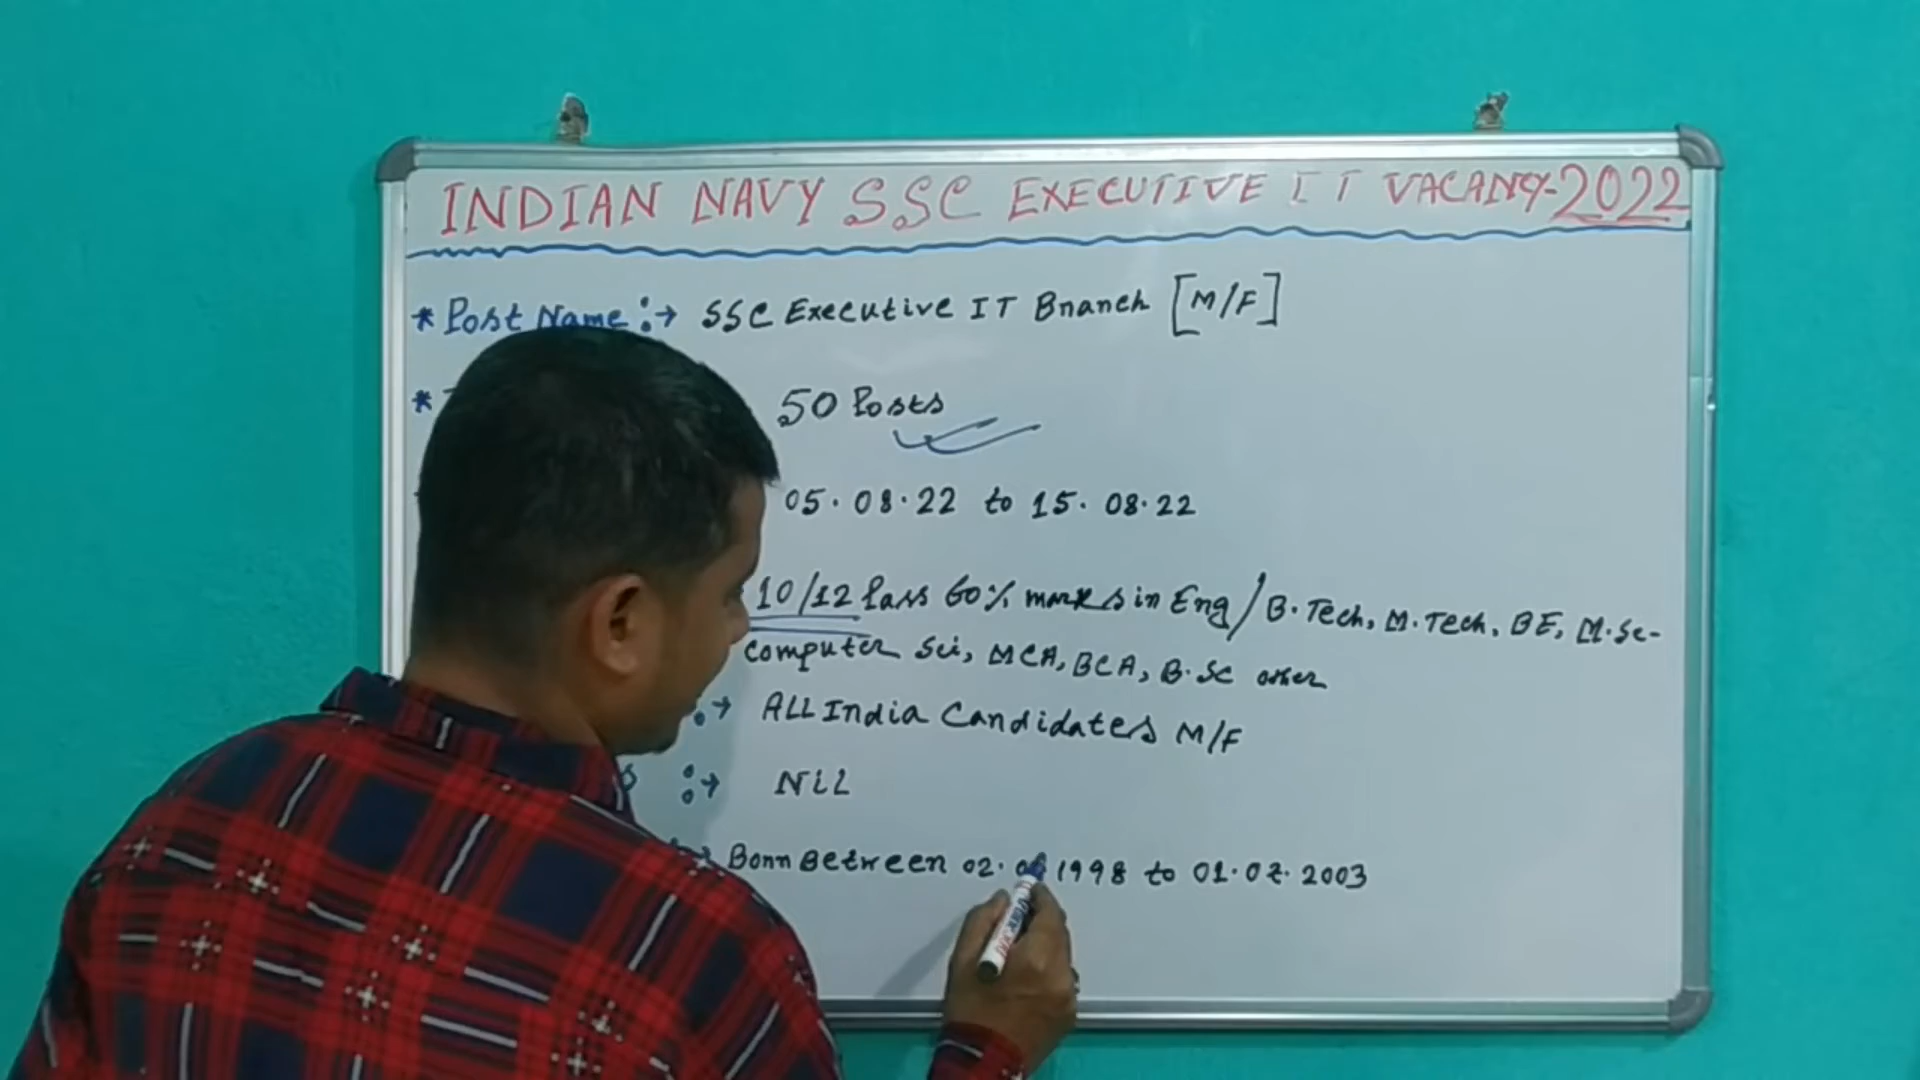 INDIAN NAVY SSC EXECUTIVE IT VACANCY-2022
* Post Name :→ SSC Executive IT Branch [M/F]
* 50 Posts
05.08.22 to 15.08.22
10/12 Pass 60% marks in Eng / B.Tech, M.Tech, BE, M.Sc-
computer Sci, MCA, BCA, B.Sc other
:→ ALL India Candidates M/F
:→ NIL
Born Between 02. 1998 to 01.07.2003